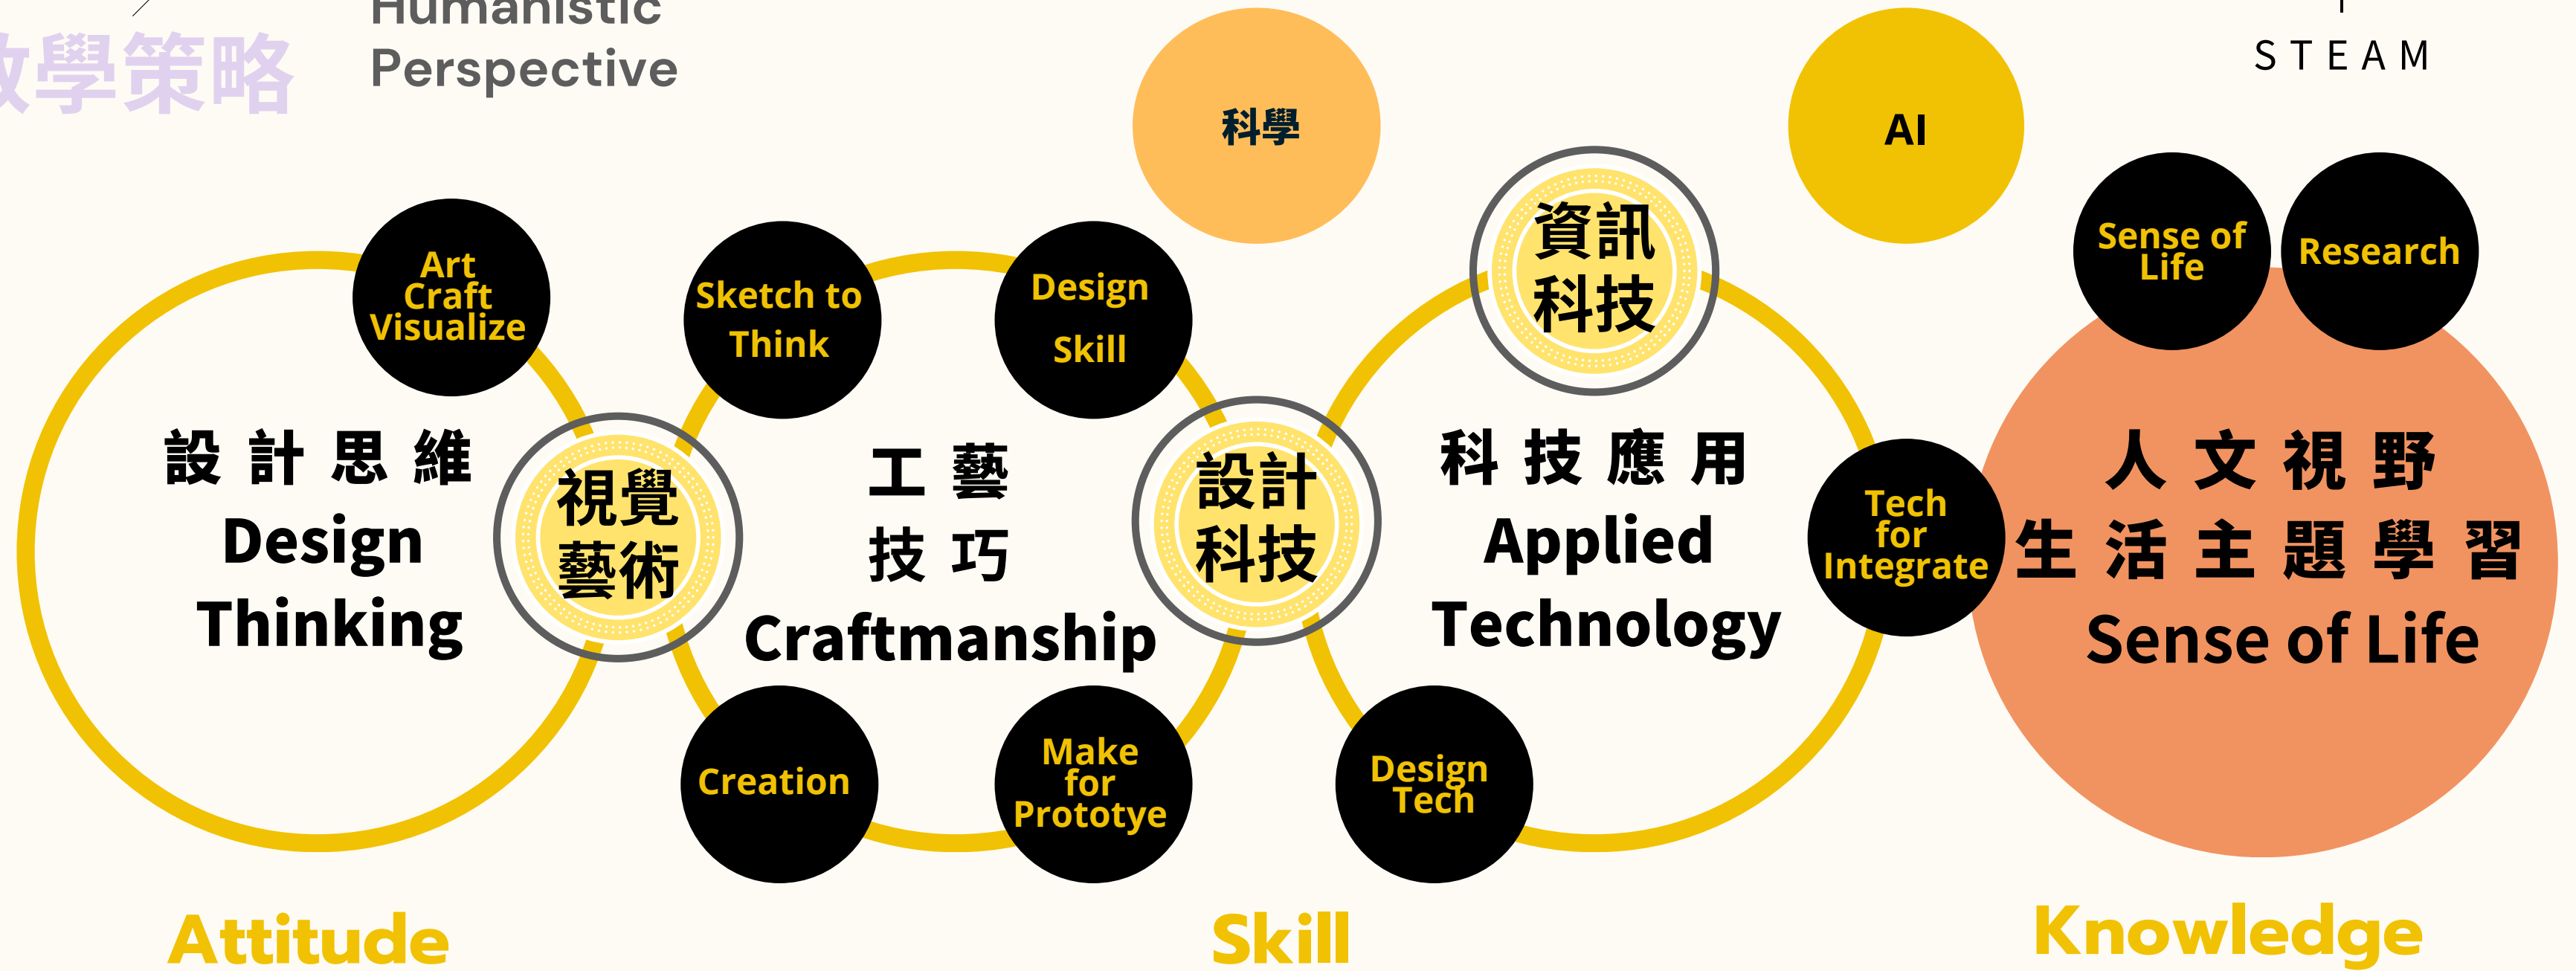 Humanistic
Perspective
教學策略
STEAM
科學
AI
資訊
科技
Sense of
Life
Research
Art
Craft
Visualize
Sketch to
Think
Design
Skill
設計思維
Design
Thinking
視覺
藝術
工藝
技巧
Craftmanship
設計
科技
科技應用
Applied
Technology
Tech
for
Integrate
人文視野
生活主題學習
Sense of Life
Creation
Make
for
Prototye
Design
Tech
Attitude
Skill
Knowledge